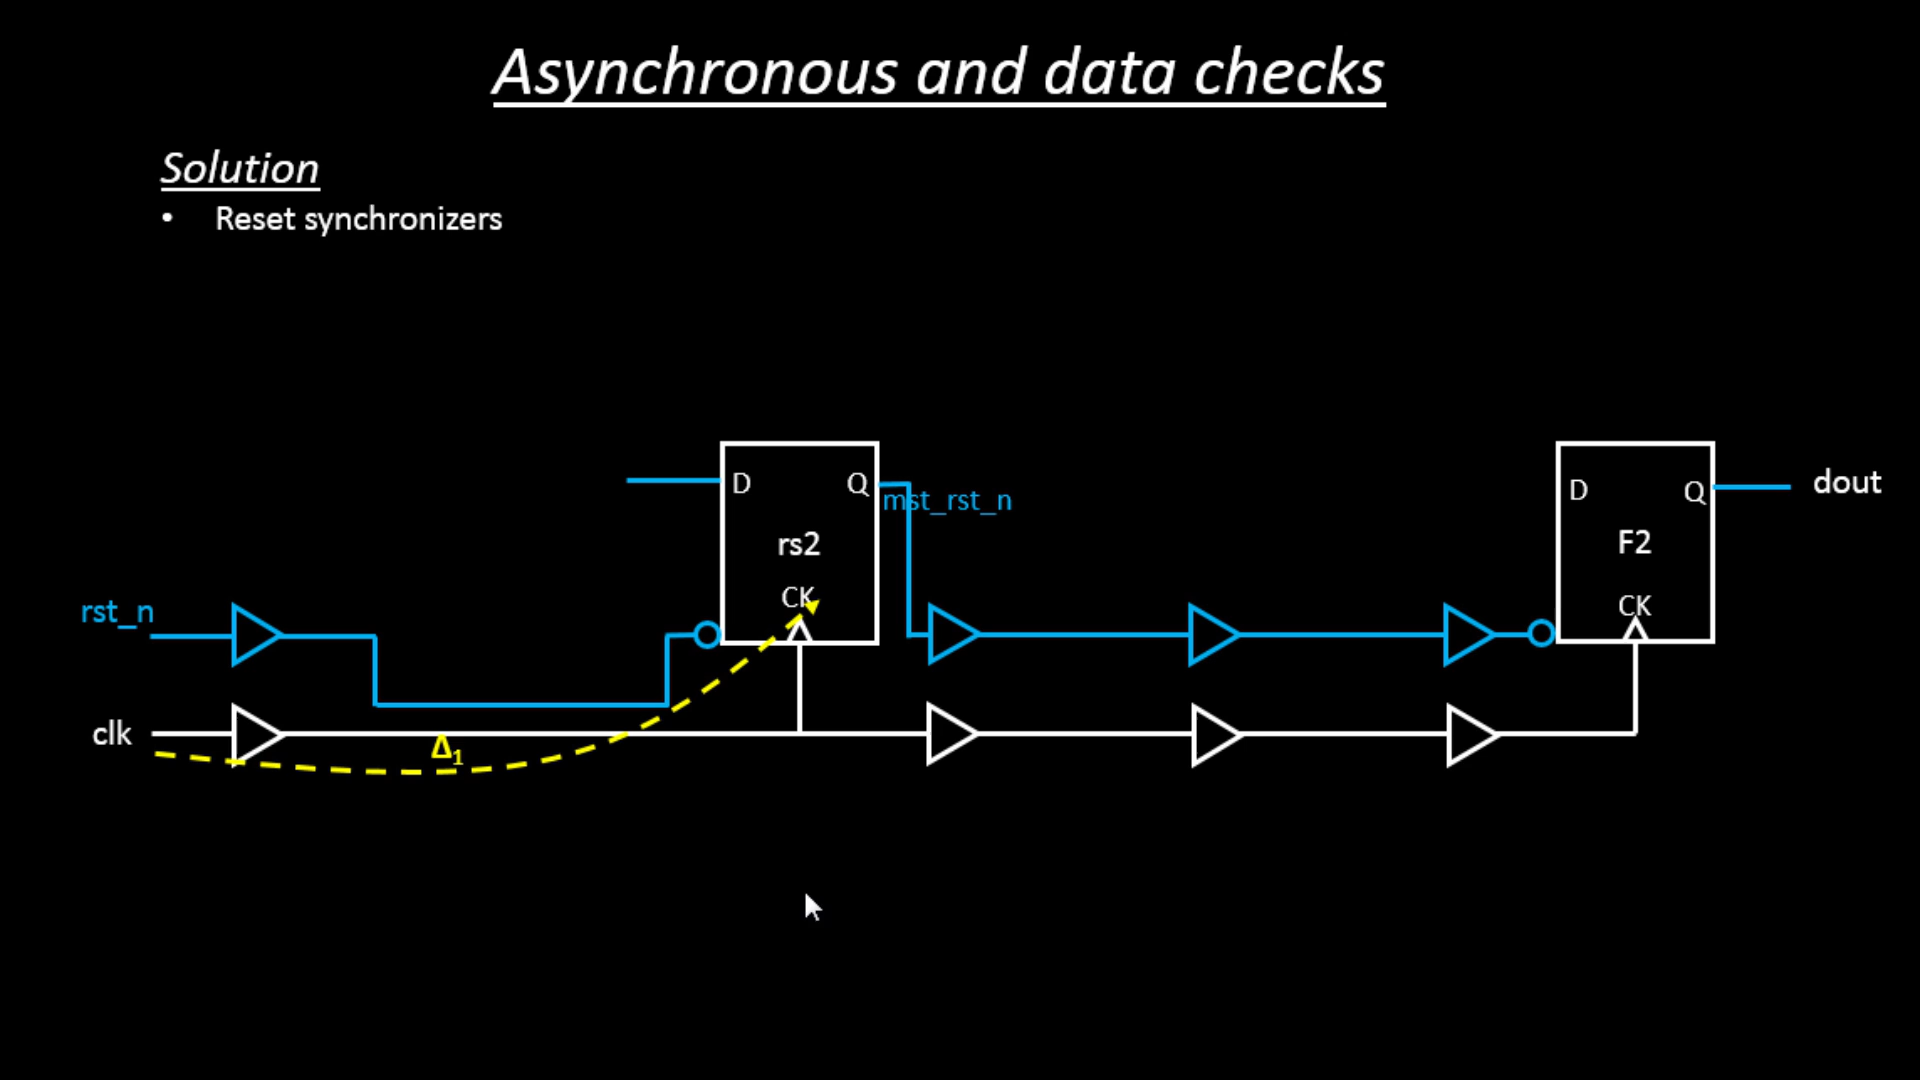 Asynchronous and data checks
Solution
• Reset synchronizers
D Q
mst_rst_n
rs2
CK
D Q
dout
F2
CK
rst_n
clk
Δ1